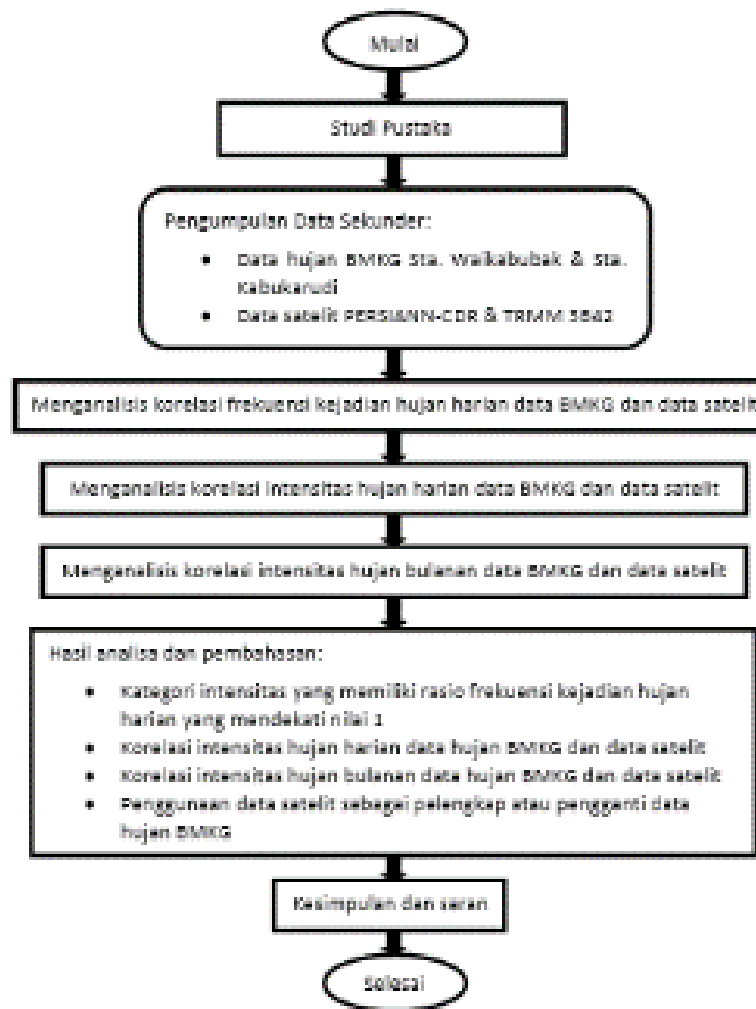 Mulai
Studi Pustaka
Pengumpulan Data Sekunder:
• Data hujan BMKG Sta. Waikabubak & Sta.
Kabukarudi
• Data satelit PERSIANN-CDR & TRMM 3B42
Menganalisis korelasi frekuensi kejadian hujan harian data BMKG dan data satelit
Menganalisis korelasi intensitas hujan harian data BMKG dan data satelit
Menganalisis korelasi intensitas hujan bulanan data BMKG dan data satelit
Hasil analisa dan pembahasan:
• Kategori intensitas yang memiliki rasio frekuensi kejadian hujan
harian yang mendekati nilai 1
• Korelasi intensitas hujan harian data hujan BMKG dan data satelit
• Korelasi intensitas hujan bulanan data hujan BMKG dan data satelit
• Penggunaan data satelit sebagai pelengkap atau pengganti data
hujan BMKG
Kesimpulan dan saran
Selesai